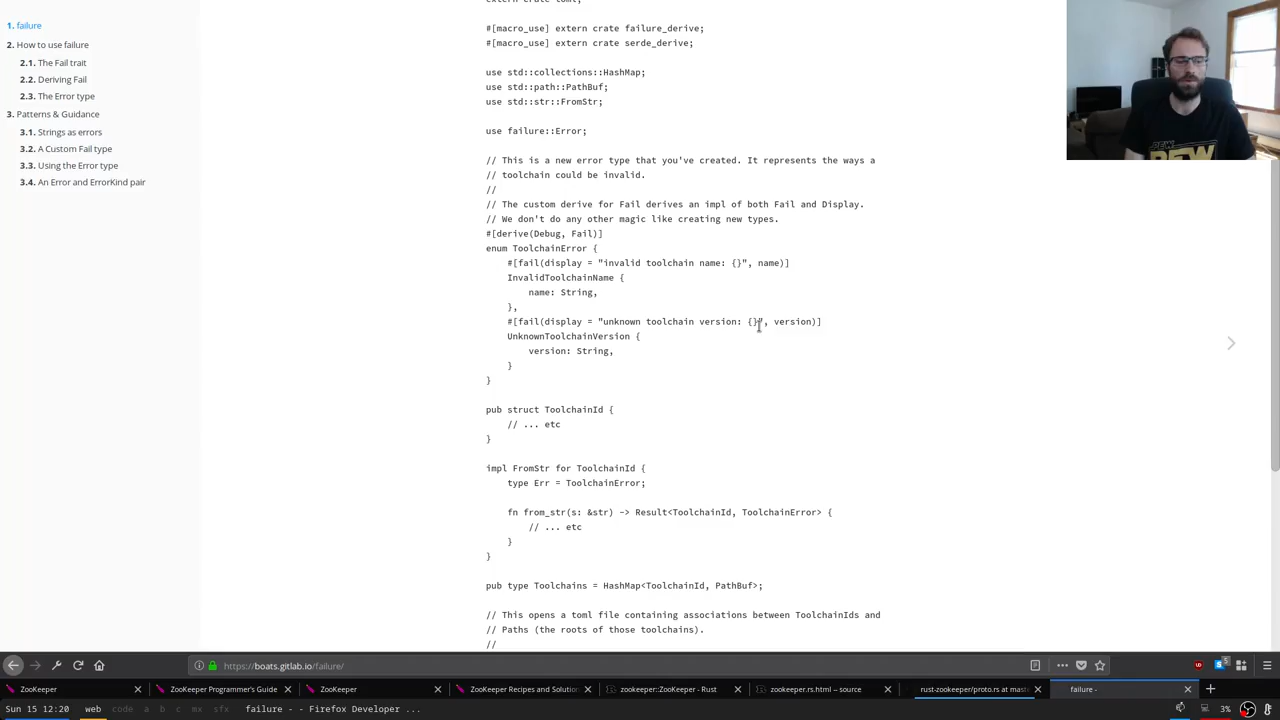 1. failure
2. How to use failure
2.1. The Fail trait
2.2. Deriving Fail
2.3. The Error type
3. Patterns & Guidance
3.1. Strings as errors
3.2. A Custom Fail type
3.3. Using the Error type
3.4. An Error and ErrorKind pair
extern crate toml;
#[macro_use] extern crate failure_derive;
#[macro_use] extern crate serde_derive;
use std::collections::HashMap;
use std::path::PathBuf;
use std::str::FromStr;
use failure::Error;
// This is a new error type that you've created. It represents the ways a
// toolchain could be invalid.
//
// The custom derive for Fail derives an impl of both Fail and Display.
// We don't do any other magic like creating new types.
#[derive(Debug, Fail)]
enum ToolchainError {
#[fail(display = "invalid toolchain name: {}", name)]
InvalidToolchainName {
name: String,
},
#[fail(display = "unknown toolchain version: {}", version)]
UnknownToolchainVersion {
version: String,
}
}
pub struct ToolchainId {
// ... etc
}
impl FromStr for ToolchainId {
type Err = ToolchainError;
fn from_str(s: &str) -> Result<ToolchainId, ToolchainError> {
// ... etc
}
}
pub type Toolchains = HashMap<ToolchainId, PathBuf>;
// This opens a toml file containing associations between ToolchainIds and
// Paths (the roots of those toolchains).
//
https://boats.gitlab.io/failure/
ZooKeeper
ZooKeeper Programmer's Guide
ZooKeeper
ZooKeeper Recipes and Solution
zookeeper::ZooKeeper - Rust
zookeeper.rs.html -- source
rust-zookeeper/proto.rs at maste
failure -
Sun 15 12:20 web code a b c mx sfx failure - - Firefox Developer ... 3%